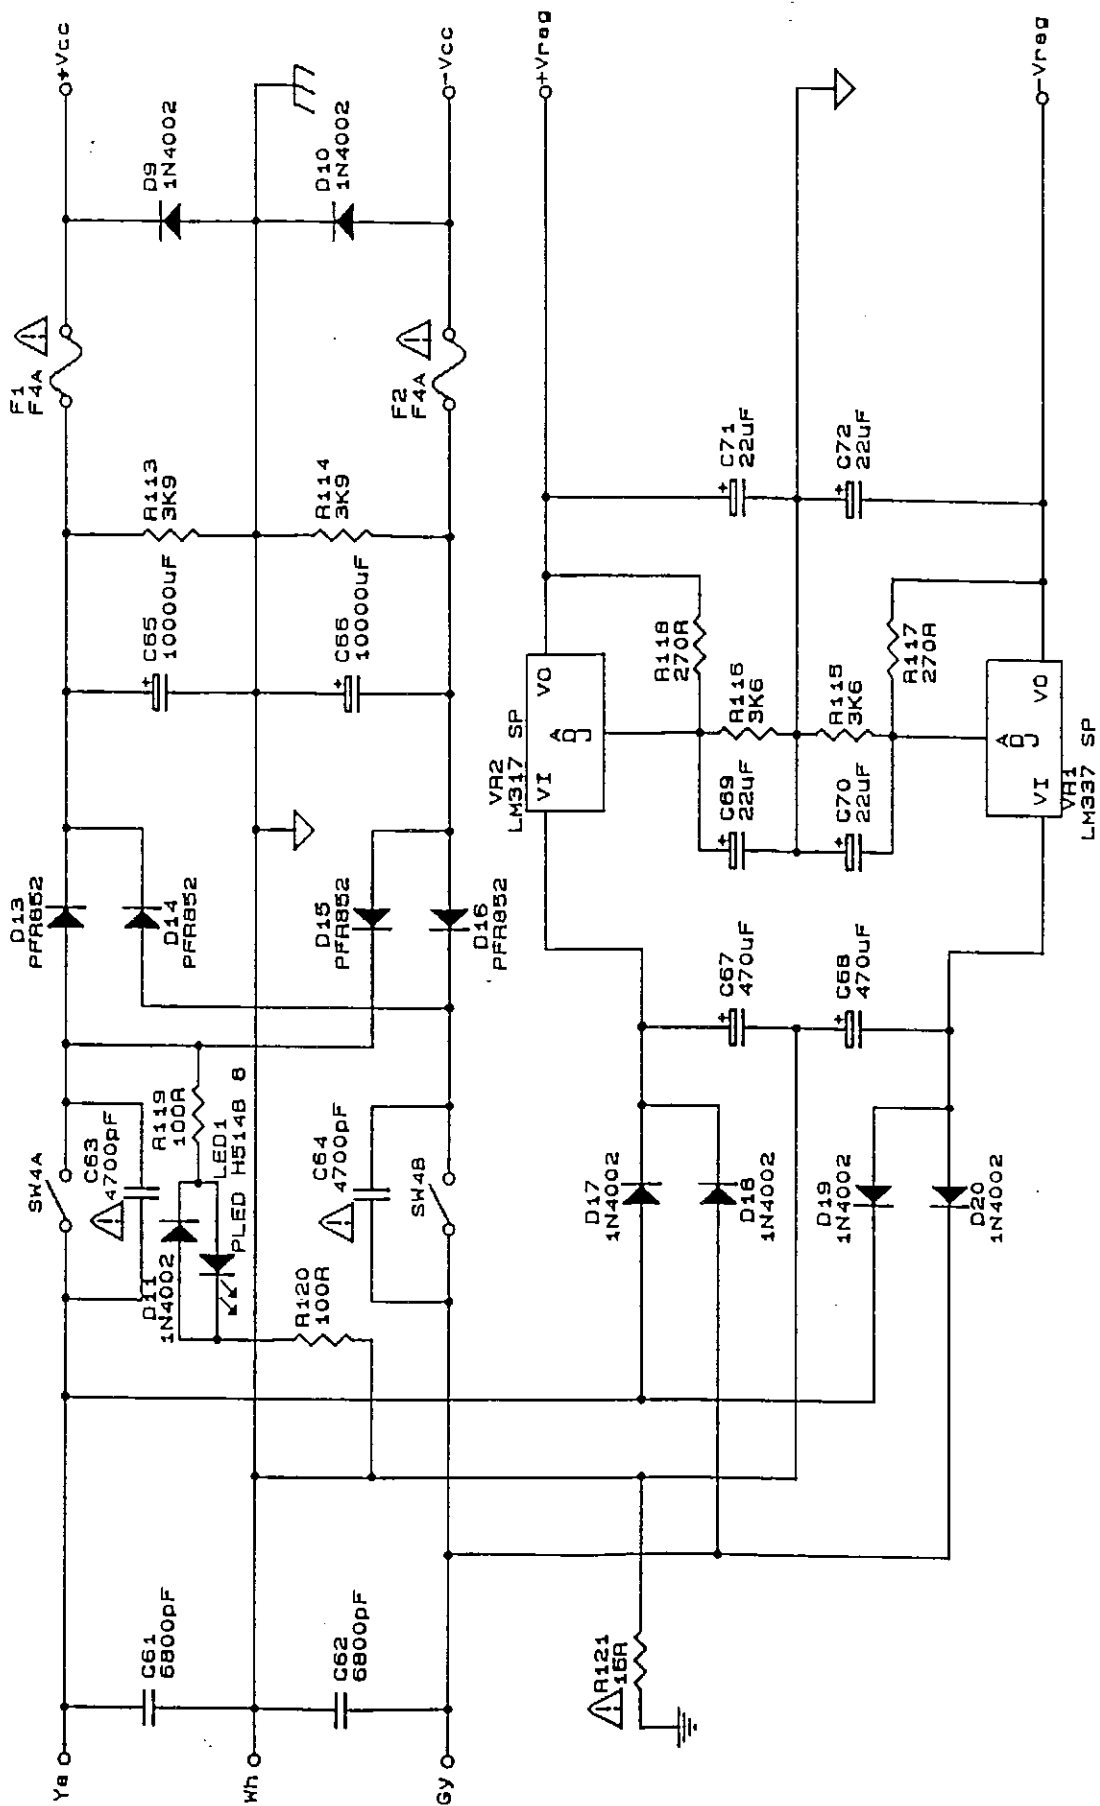 Ye
SW4A
C63
4700pF
D13
PFR852
F1
F4A
+Vcc
C61
6800pF
D11
1N4002
R119
100R
D14
PFR852
C65
10000uF
R113
3K9
D9
1N4002
LED1
PLED H514B
Wh
C62
6800pF
R120
100R
C64
4700pF
D15
PFR852
C66
10000uF
R114
3K9
D10
1N4002
SW4B
F2
F4A
Gy
D16
PFR852
-Vcc
VR2
LM317 SP
VI
VO
ADJ
+Vreg
R121
15R
D17
1N4002
D18
1N4002
C67
470uF
C69
22uF
R118
270R
R116
3K6
C71
22uF
D19
1N4002
C68
470uF
C70
22uF
R115
3K6
C72
22uF
R117
270R
D20
1N4002
ADJ
VI
VO
VR1
LM337 SP
-Vreg